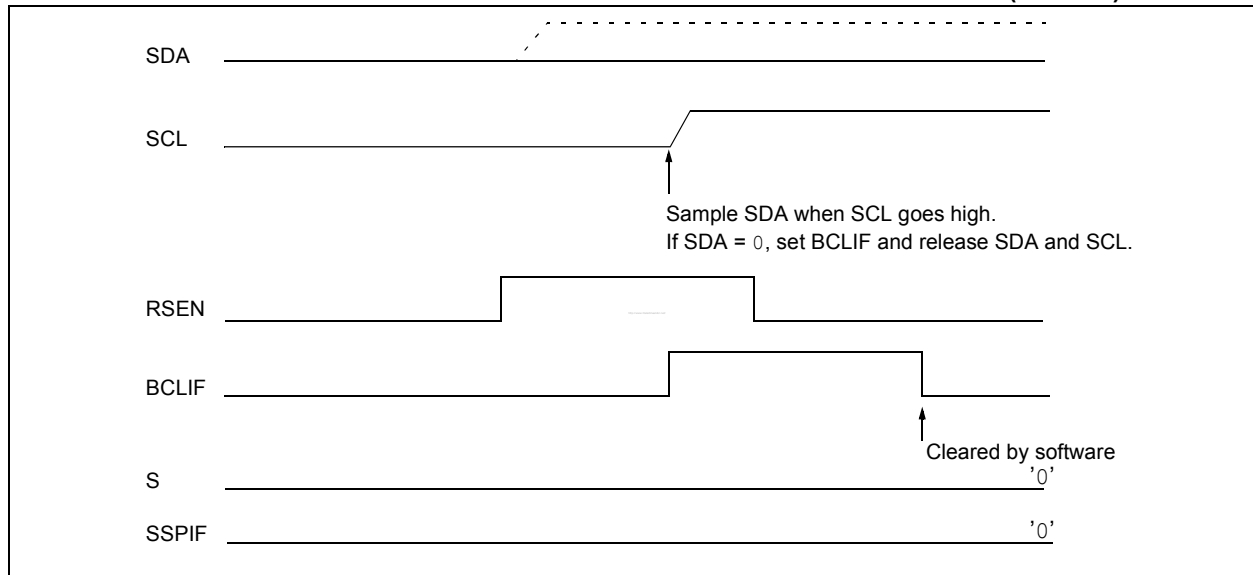 SDA
SCL
Sample SDA when SCL goes high.
If SDA = 0, set BCLIF and release SDA and SCL.
RSEN
BCLIF
Cleared by software
S
'0'
SSPIF
'0'